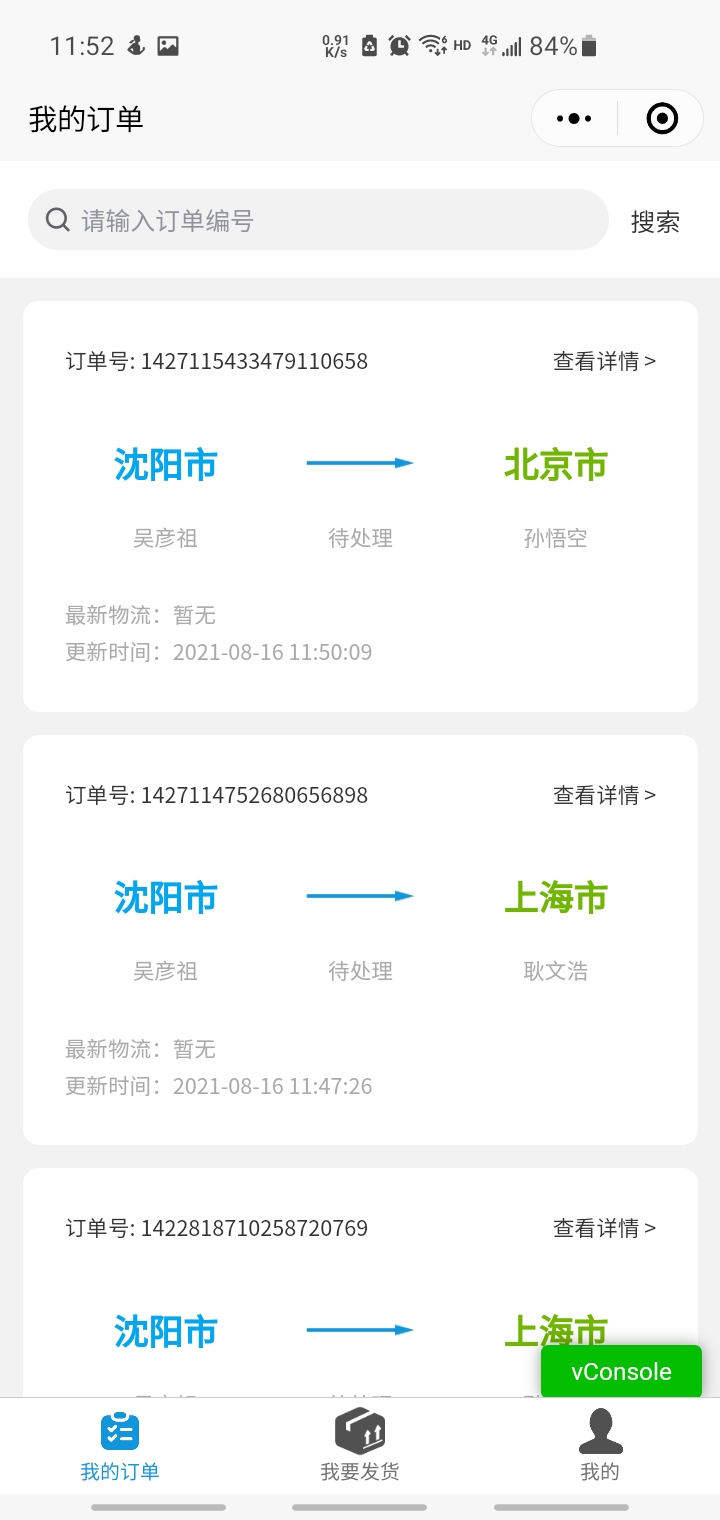 11:52 0.91 K/s HD 4G 84%
我的订单
请输入订单编号 搜索
订单号: 1427115433479110658 查看详情 >
沈阳市 北京市
吴彦祖 待处理 孙悟空
最新物流：暂无
更新时间：2021-08-16 11:50:09
订单号: 1427114752680656898 查看详情 >
沈阳市 上海市
吴彦祖 待处理 耿文浩
最新物流：暂无
更新时间：2021-08-16 11:47:26
订单号: 1422818710258720769 查看详情 >
沈阳市 上海市
vConsole
我的订单 我要发货 我的